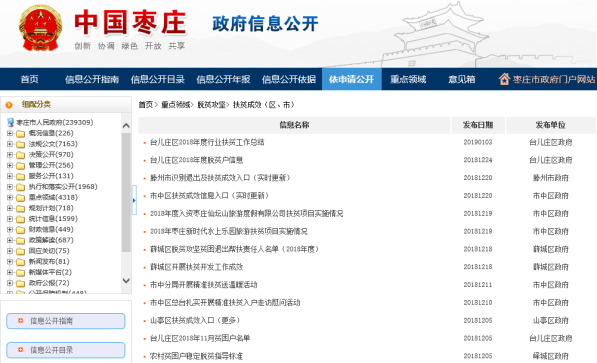 中国枣庄
政府信息公开
创新 协调 绿色 开放 共享
首页 信息公开指南 信息公开目录 信息公开年报 信息公开依据 依申请公开 重点领域 意见箱 枣庄市政府门户网站
细配分类
枣庄市人民政府(239309)
概况信息(226)
法规公文(7163)
决策公开(970)
管理公开(256)
服务公开(131)
执行和落实公开(1968)
重点领域(4318)
规划计划(718)
统计信息(1599)
财政信息(449)
政策解读(687)
回应关切(75)
新闻发布(81)
新媒体平台(2)
政府公报(72)
信息公开指南
信息公开目录
首页> 重点领域> 脱贫攻坚> 扶贫成效（区、市）
信息名称 发布日期 发布单位
台儿庄区2018年度行业扶贫工作总结 20190103 台儿庄区政府
台儿庄区2018年度脱贫户信息 20181224 台儿庄区政府
滕州市识别退出及扶贫成效入口（实时更新） 20181220 滕州市政府
市中区扶贫成效信息入口（实时更新） 20181220 市中区政府
2018年度入资枣庄仙坛山旅游度假有限公司扶贫项目实施情况 20181219 市中区政府
2018年枣庄新时代水上乐园旅游扶贫项目实施情况 20181219 市中区政府
薛城区脱贫攻坚贫困退出帮扶责任人名单（2018年度） 20181218 薛城区政府
薛城区开展扶贫开发工作成效 20181218 薛城区政府
市中分局开展精准扶贫送温暖活动 20181211 市中区政府
市中区总台扎实开展精准扶贫入户走访慰问活动 20181210 市中区政府
山亭区扶贫成效入口（更多） 20181205 山亭区政府
台儿庄区2018年11月贫困户名单 20181205 台儿庄区政府
农村贫困户稳定脱贫指导标准 20181205 峄城区政府